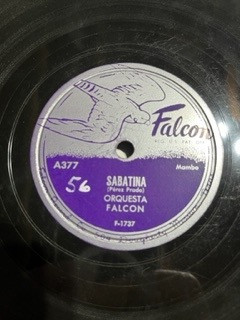 Falcon
A377
Mambo
56
SABATINA
(Pérez Prado)
ORQUESTA
FALCON
F-1737